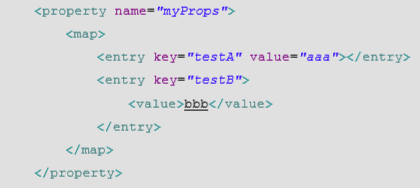 <property name="myProps">
<map>
<entry key="testA" value="aaa"></entry>
<entry key="testB">
<value>bbb</value>
</entry>
</map>
</property>